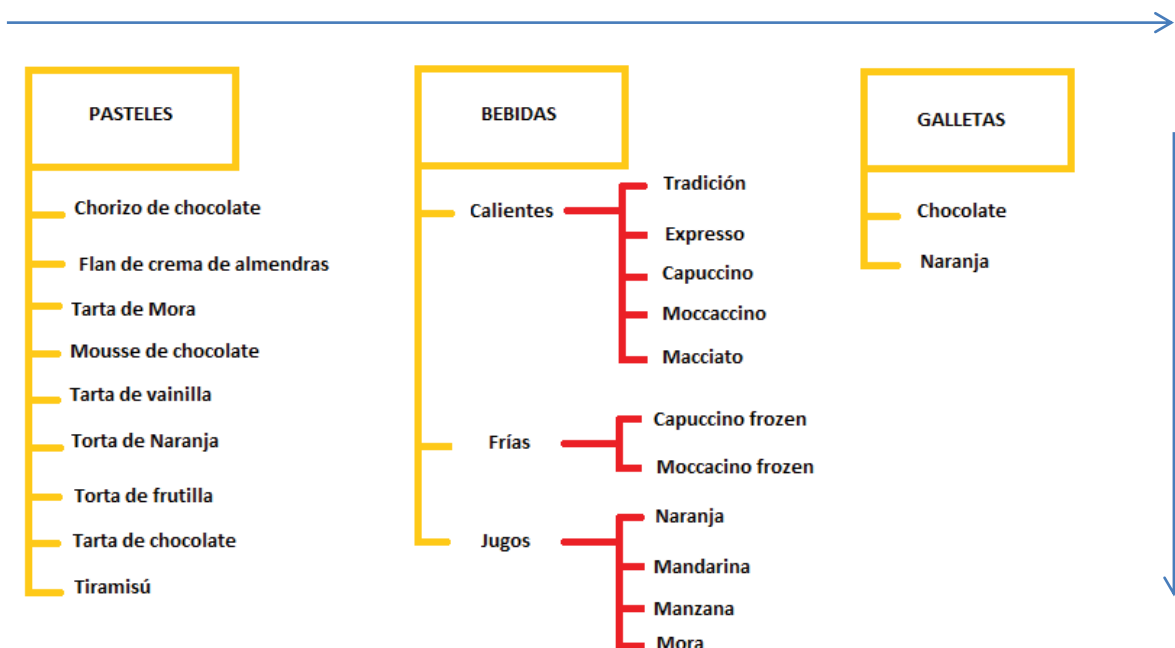 PASTELES
Chorizo de chocolate
Flan de crema de almendras
Tarta de Mora
Mousse de chocolate
Tarta de vainilla
Torta de Naranja
Torta de frutilla
Tarta de chocolate
Tiramisú
BEBIDAS
Calientes
Tradición
Expresso
Capuccino
Moccaccino
Macciato
Frías
Capuccino frozen
Moccacino frozen
Jugos
Naranja
Mandarina
Manzana
Mora
GALLETAS
Chocolate
Naranja